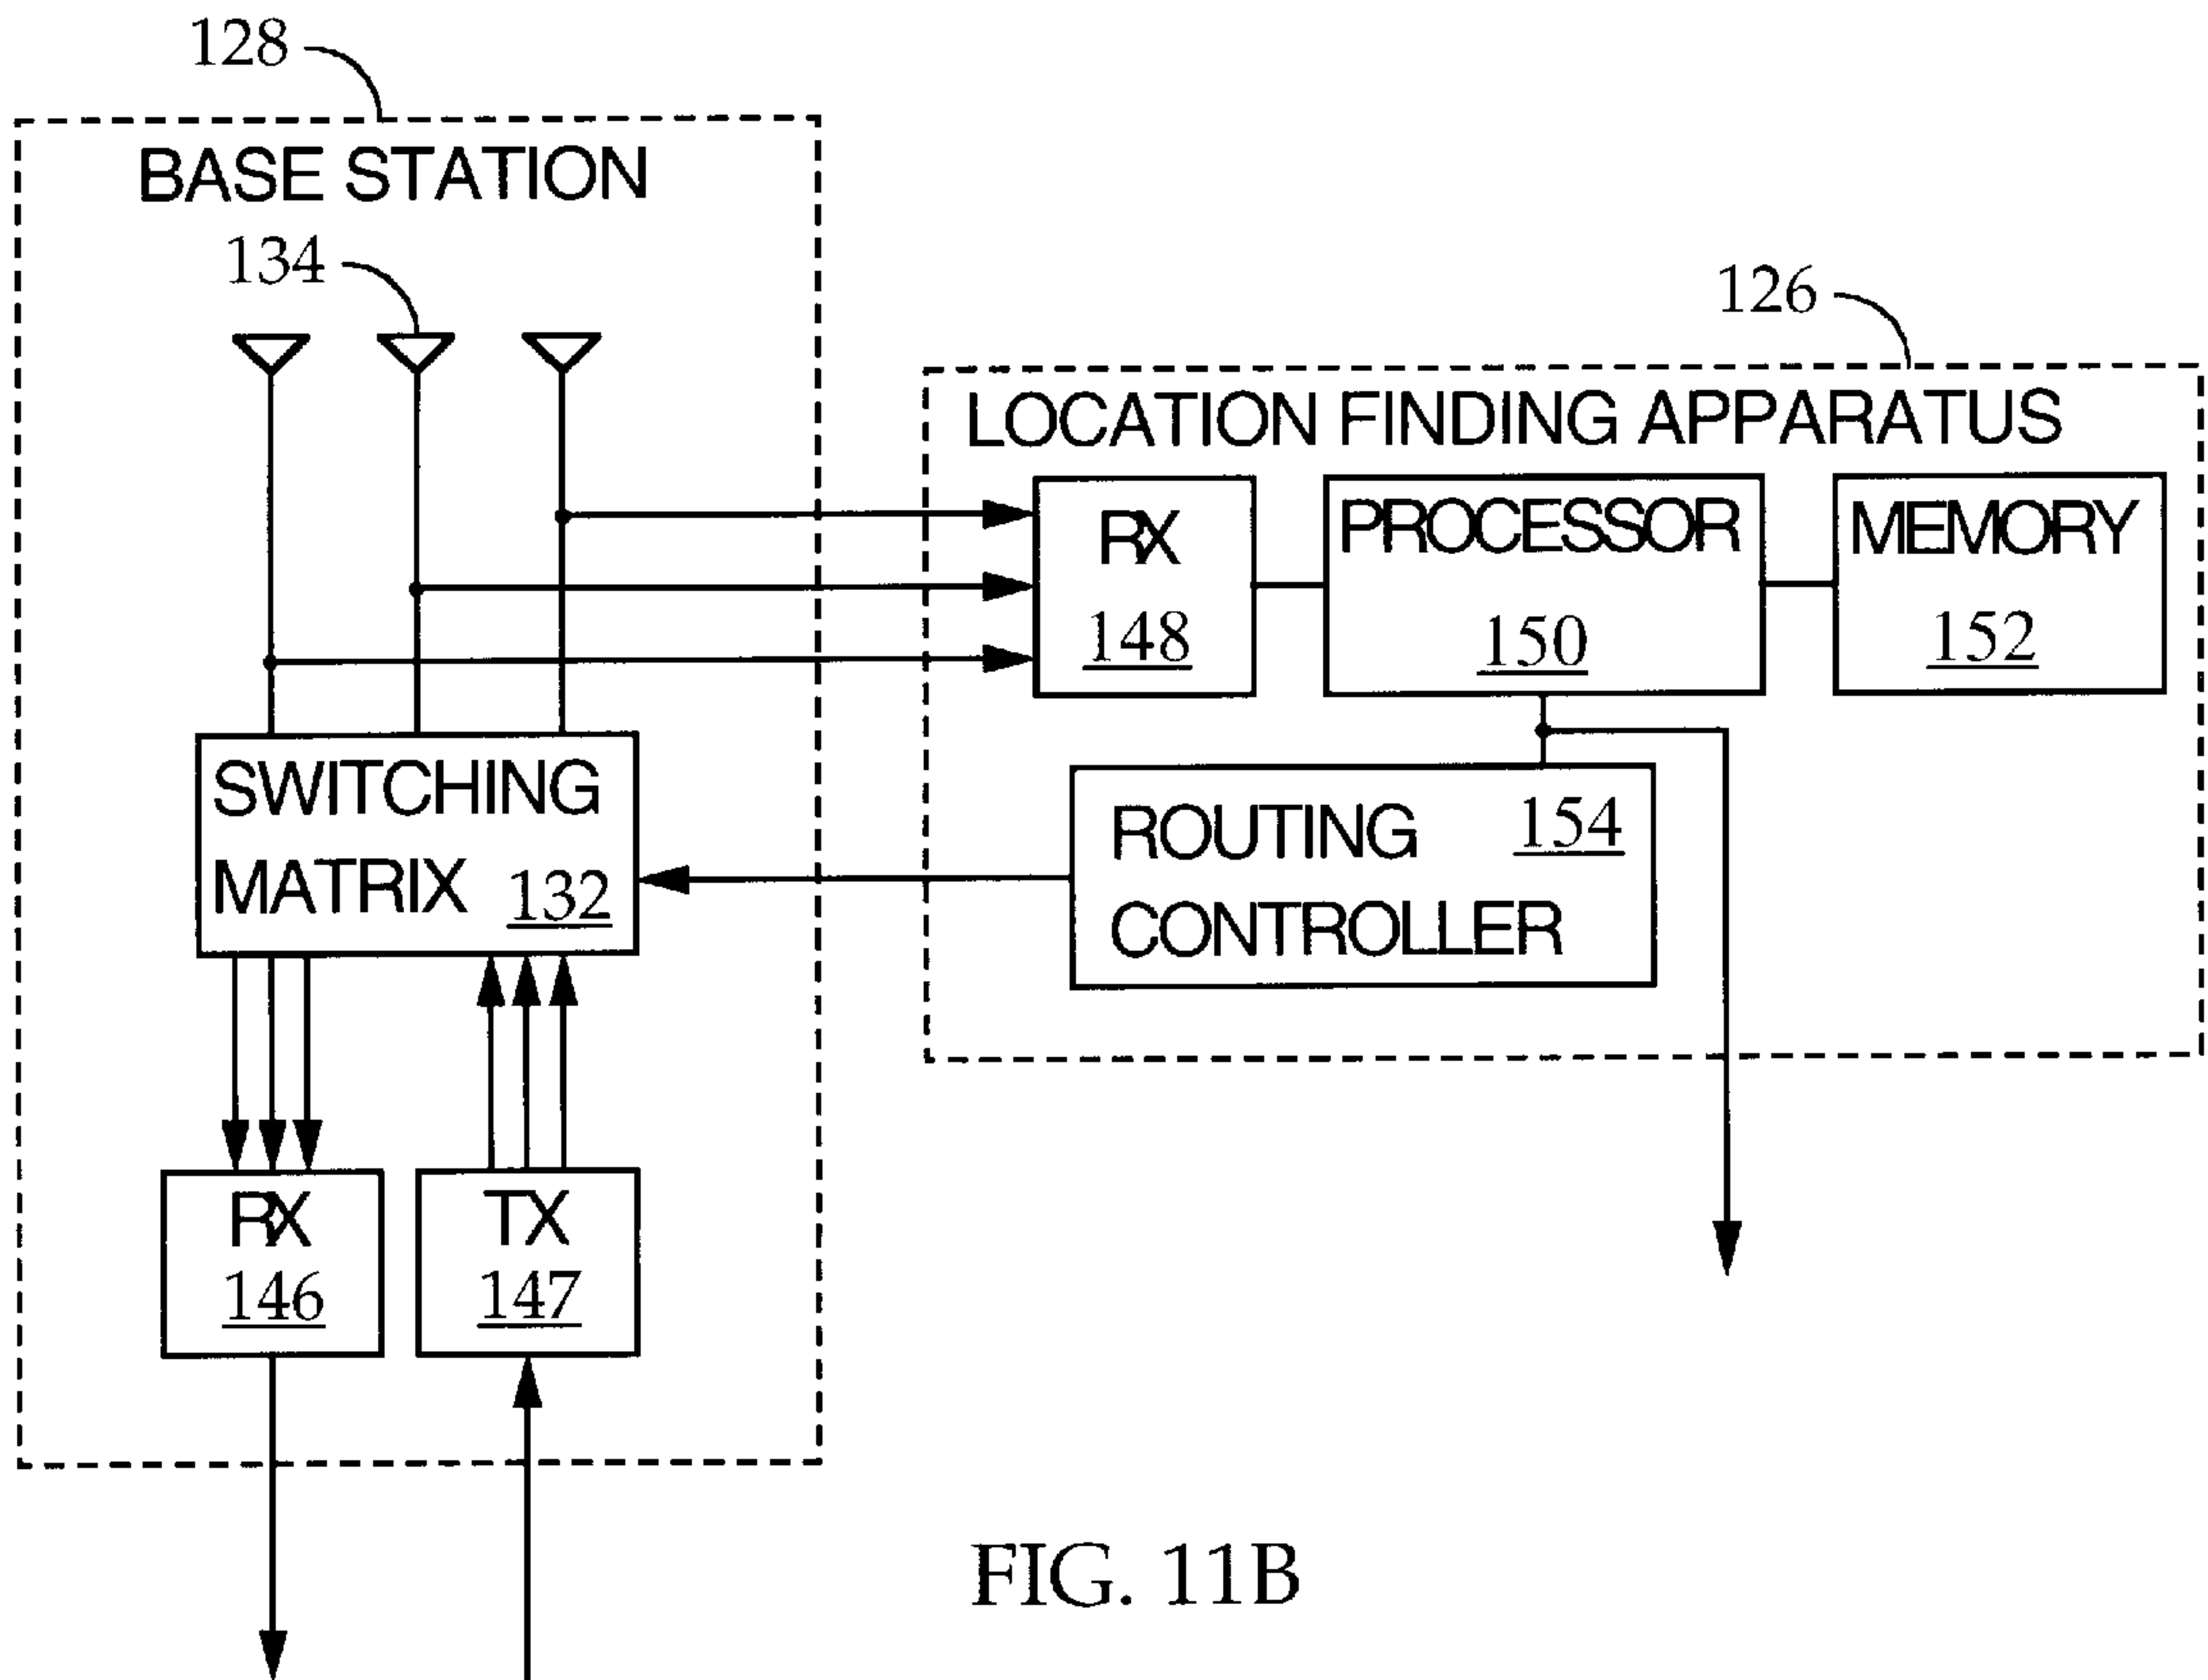 128
BASE STATION
134
126
LOCATION FINDING APPARATUS
RX
148
PROCESSOR
150
MEMORY
152
SWITCHING
MATRIX 132
ROUTING 154
CONTROLLER
RX
146
TX
147
FIG. 11B